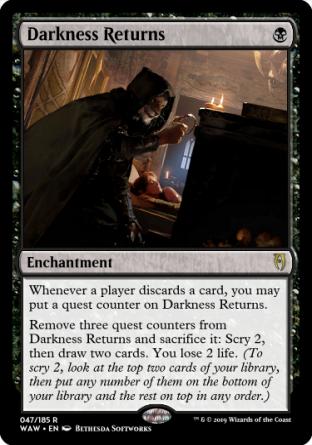 Darkness Returns
Enchantment
Whenever a player discards a card, you may
put a quest counter on Darkness Returns.
Remove three quest counters from
Darkness Returns and sacrifice it: Scry 2,
then draw two cards. You lose 2 life. (To
scry 2, look at the top two cards of your library,
then put any number of them on the bottom of
your library and the rest on top in any order.)
047/185 R
WAW • EN BETHESDA SOFTWORKS
™ & © 2019 Wizards of the Coast